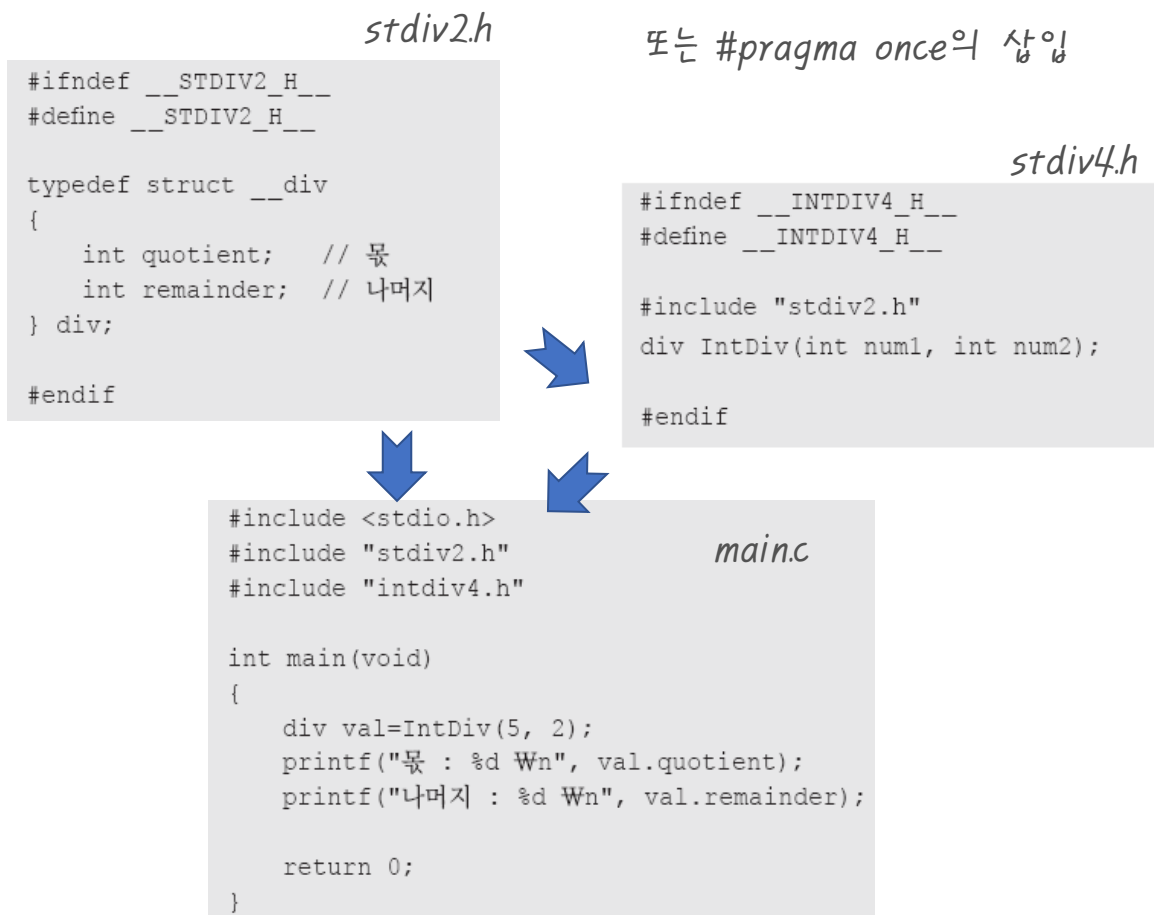 stdiv2.h
#ifndef __STDIV2_H__
#define __STDIV2_H__
typedef struct __div
{
int quotient; // 몫
int remainder; // 나머지
} div;
#endif
또는 #pragma once의 삽입
stdiv4.h
#ifndef __INTDIV4_H__
#define __INTDIV4_H__
#include "stdiv2.h"
div IntDiv(int num1, int num2);
#endif
main.c
#include <stdio.h>
#include "stdiv2.h"
#include "intdiv4.h"
int main(void)
{
div val=IntDiv(5, 2);
printf("몫 : %d ₩n", val.quotient);
printf("나머지 : %d ₩n", val.remainder);
return 0;
}